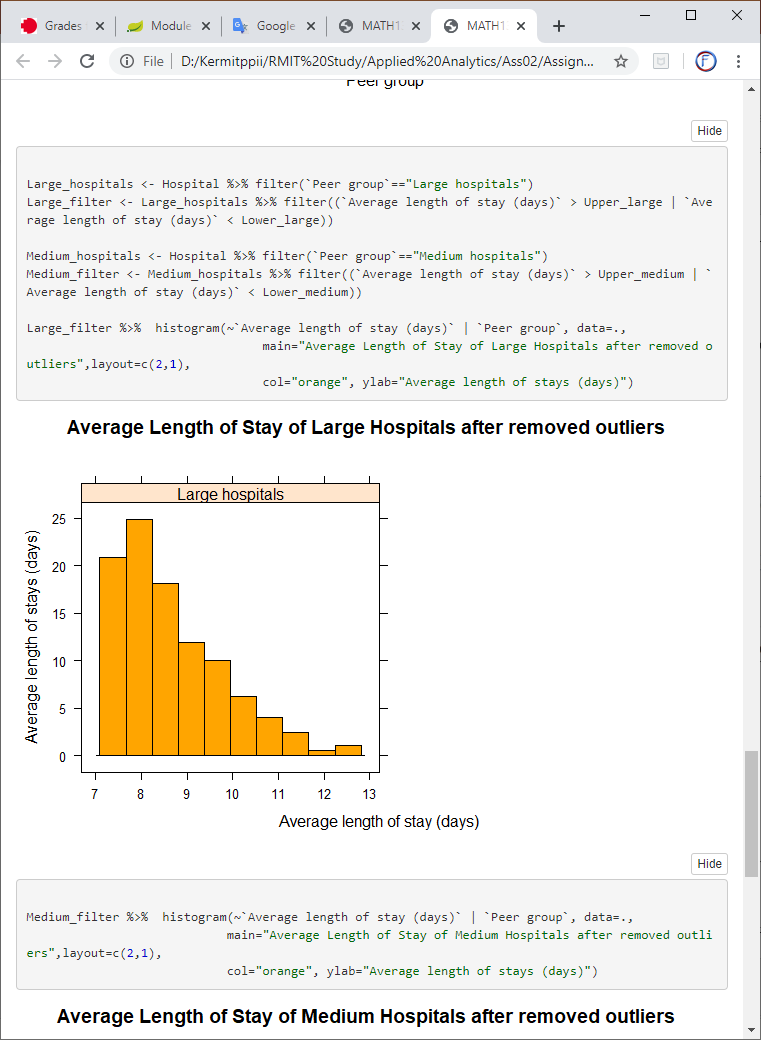 Grades
Module
Google
MATH1
MATH1
File D:/Kermitppii/RMIT%20Study/Applied%20Analytics/Ass02/Assign...
Peer group
Hide
Large_hospitals <- Hospital %>% filter(`Peer group`=="Large hospitals")
Large_filter <- Large_hospitals %>% filter((`Average length of stay (days)` > Upper_large | `Ave
rage length of stay (days)` < Lower_large))
Medium_hospitals <- Hospital %>% filter(`Peer group`=="Medium hospitals")
Medium_filter <- Medium_hospitals %>% filter((`Average length of stay (days)` > Upper_medium | `
Average length of stay (days)` < Lower_medium))
Large_filter %>%  histogram(~`Average length of stay (days)` | `Peer group`, data=.,
main="Average Length of Stay of Large Hospitals after removed o
utliers",layout=c(2,1),
col="orange", ylab="Average length of stays (days)")
Average Length of Stay of Large Hospitals after removed outliers
Large hospitals
Average length of stays (days)
25
20
15
10
5
0
7 8 9 10 11 12 13
Average length of stay (days)
Hide
Medium_filter %>%  histogram(~`Average length of stay (days)` | `Peer group`, data=.,
main="Average Length of Stay of Medium Hospitals after removed outli
ers",layout=c(2,1),
col="orange", ylab="Average length of stays (days)")
Average Length of Stay of Medium Hospitals after removed outliers